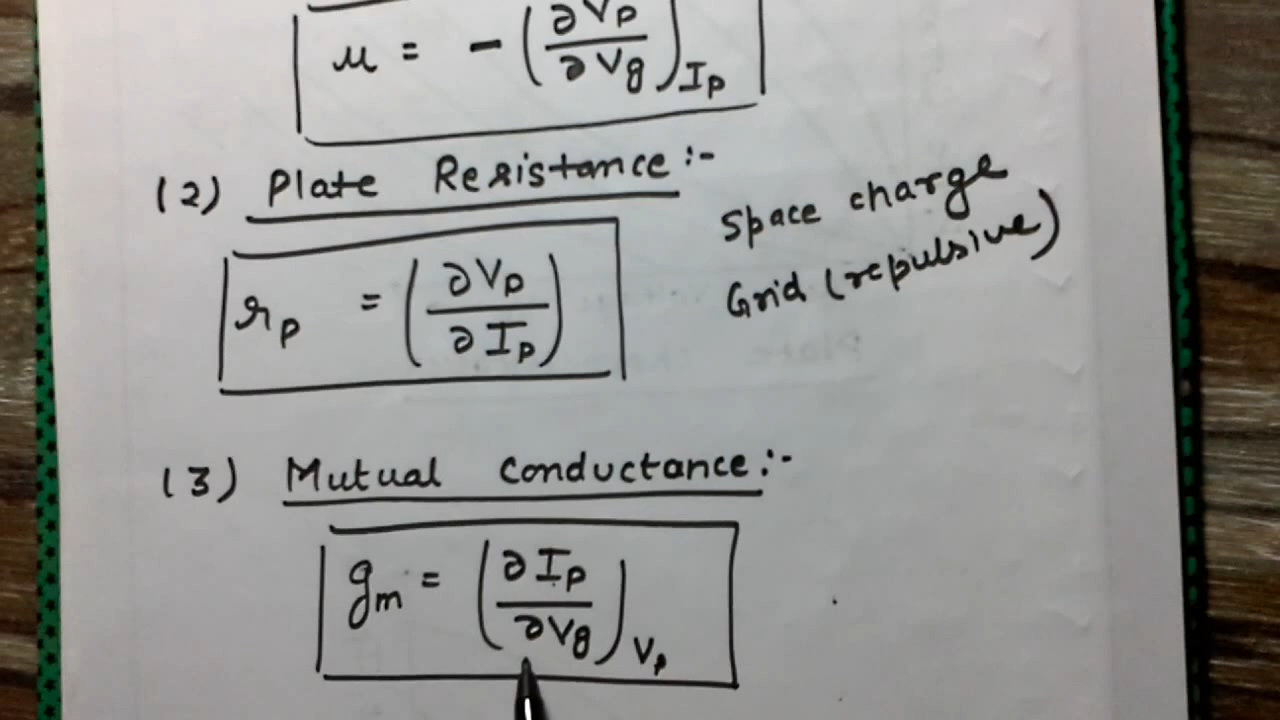 μ = - (∂Vp / ∂Vg)Ip
(2) Plate Resistance :-
rp = (∂Vp / ∂Ip)
Space charge
Grid (repulsive)
(3) Mutual Conductance :-
gm = (∂Ip / ∂Vg)Vp